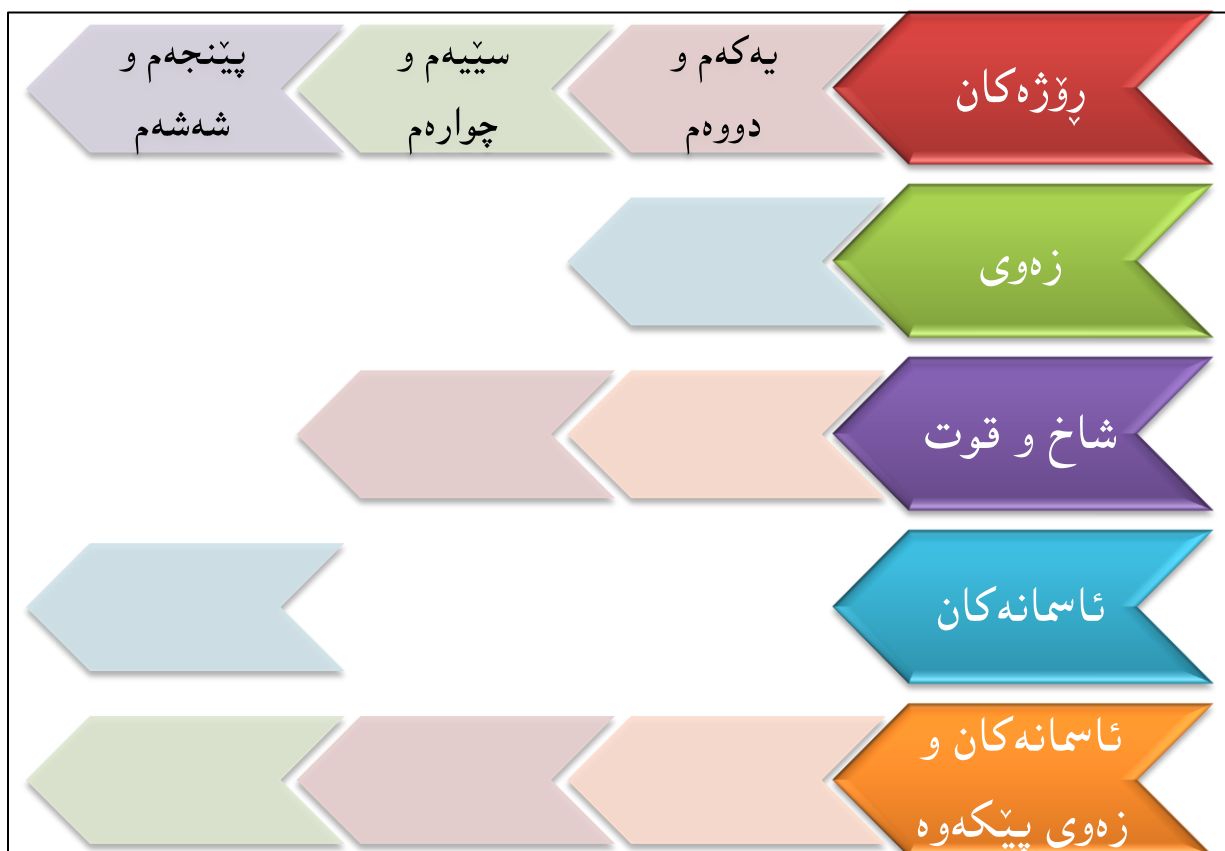 ڕۆژەکان
یەکەم و
دووەم
سێیەم و
چوارەم
پێنجەم و
شەشەم
زەوی
شاخ و قوت
ئاسمانەکان
ئاسمانەکان و
زەوی پێکەوە